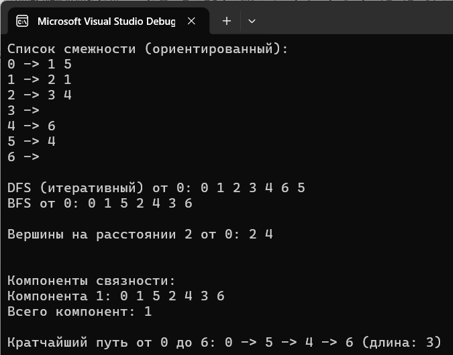 Microsoft Visual Studio Debug
Список смежности (ориентированный):
0 -> 1 5
1 -> 2 1
2 -> 3 4
3 ->
4 -> 6
5 -> 4
6 ->
DFS (итеративный) от 0: 0 1 2 3 4 6 5
BFS от 0: 0 1 5 2 4 3 6
Вершины на расстоянии 2 от 0: 2 4
Компоненты связности:
Компонента 1: 0 1 5 2 4 3 6
Всего компонент: 1
Кратчайший путь от 0 до 6: 0 -> 5 -> 4 -> 6 (длина: 3)